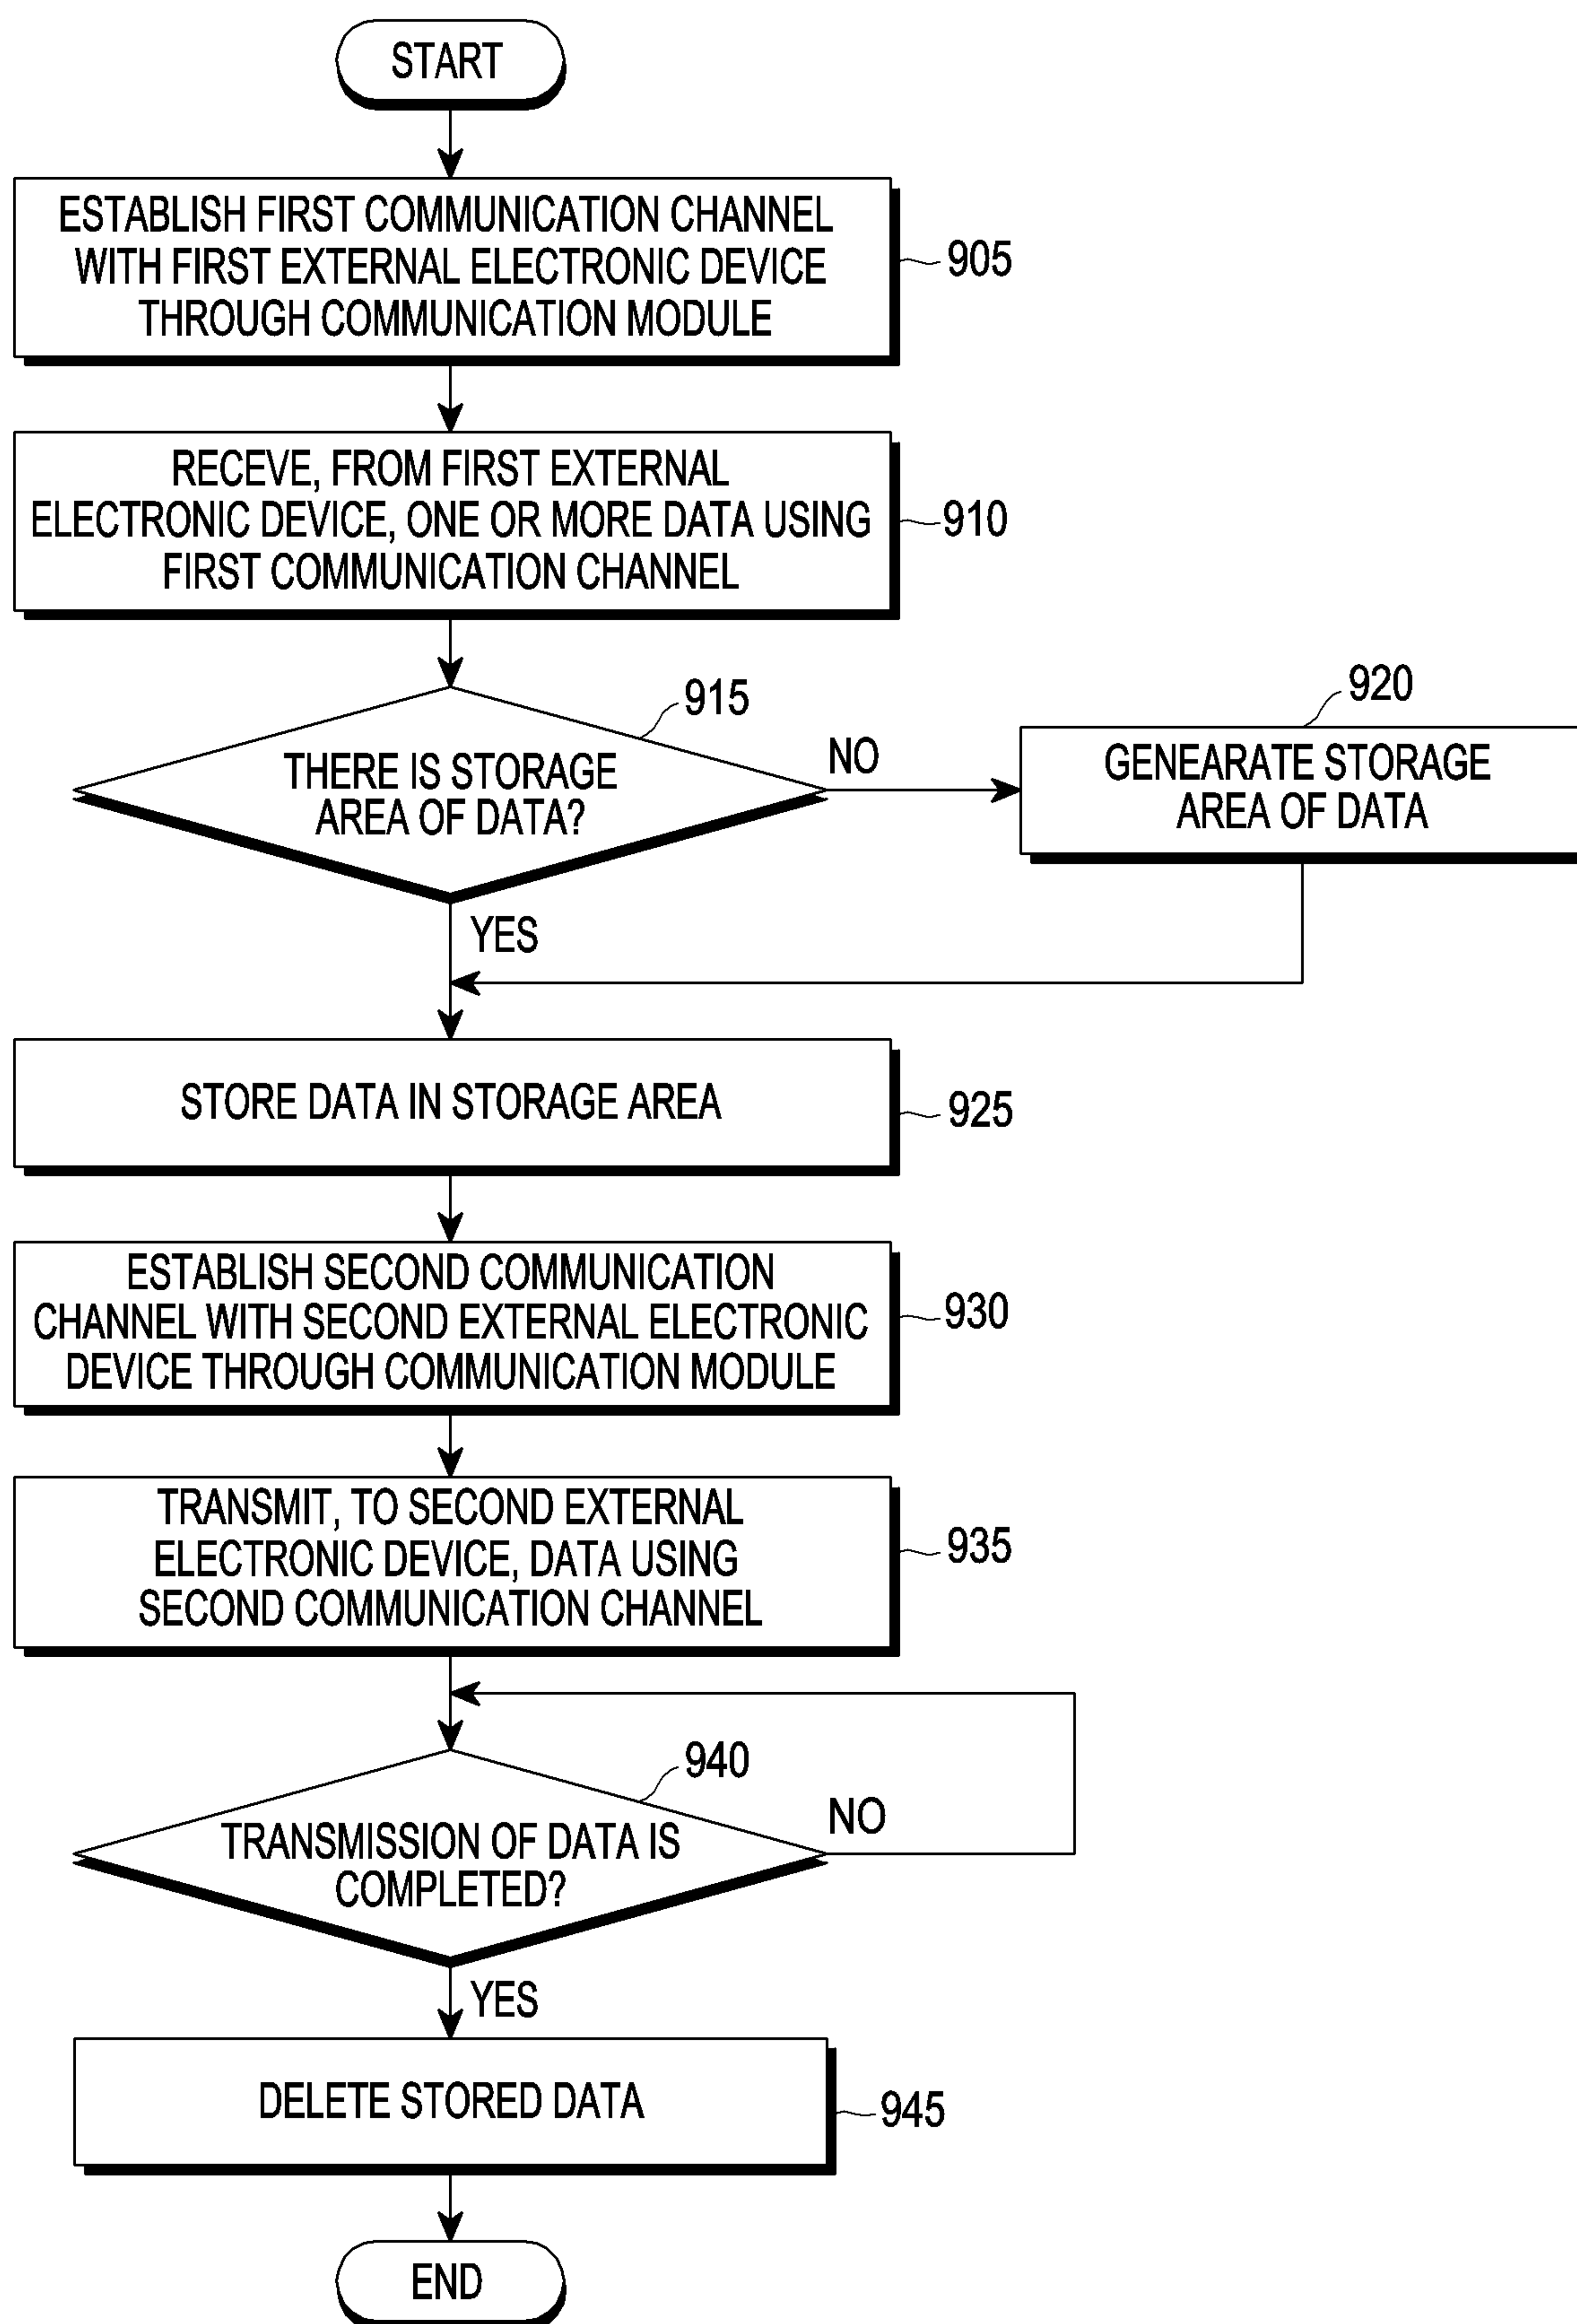 START
ESTABLISH FIRST COMMUNICATION CHANNEL
WITH FIRST EXTERNAL ELECTRONIC DEVICE
THROUGH COMMUNICATION MODULE
905
RECEVE, FROM FIRST EXTERNAL
ELECTRONIC DEVICE, ONE OR MORE DATA USING
FIRST COMMUNICATION CHANNEL
910
915
THERE IS STORAGE
AREA OF DATA?
NO
920
GENEARATE STORAGE
AREA OF DATA
YES
STORE DATA IN STORAGE AREA
925
ESTABLISH SECOND COMMUNICATION
CHANNEL WITH SECOND EXTERNAL ELECTRONIC
DEVICE THROUGH COMMUNICATION MODULE
930
TRANSMIT, TO SECOND EXTERNAL
ELECTRONIC DEVICE, DATA USING
SECOND COMMUNICATION CHANNEL
935
940
TRANSMISSION OF DATA IS
COMPLETED?
NO
YES
DELETE STORED DATA
945
END